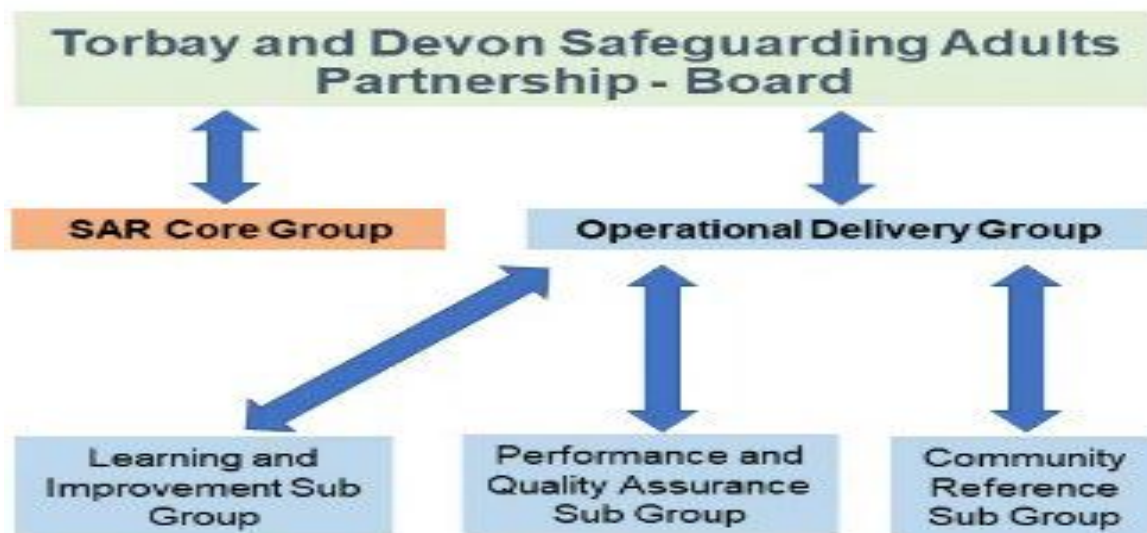 Torbay and Devon Safeguarding Adults
Partnership - Board
SAR Core Group
Operational Delivery Group
Learning and
Improvement Sub
Group
Performance and
Quality Assurance
Sub Group
Community
Reference
Sub Group